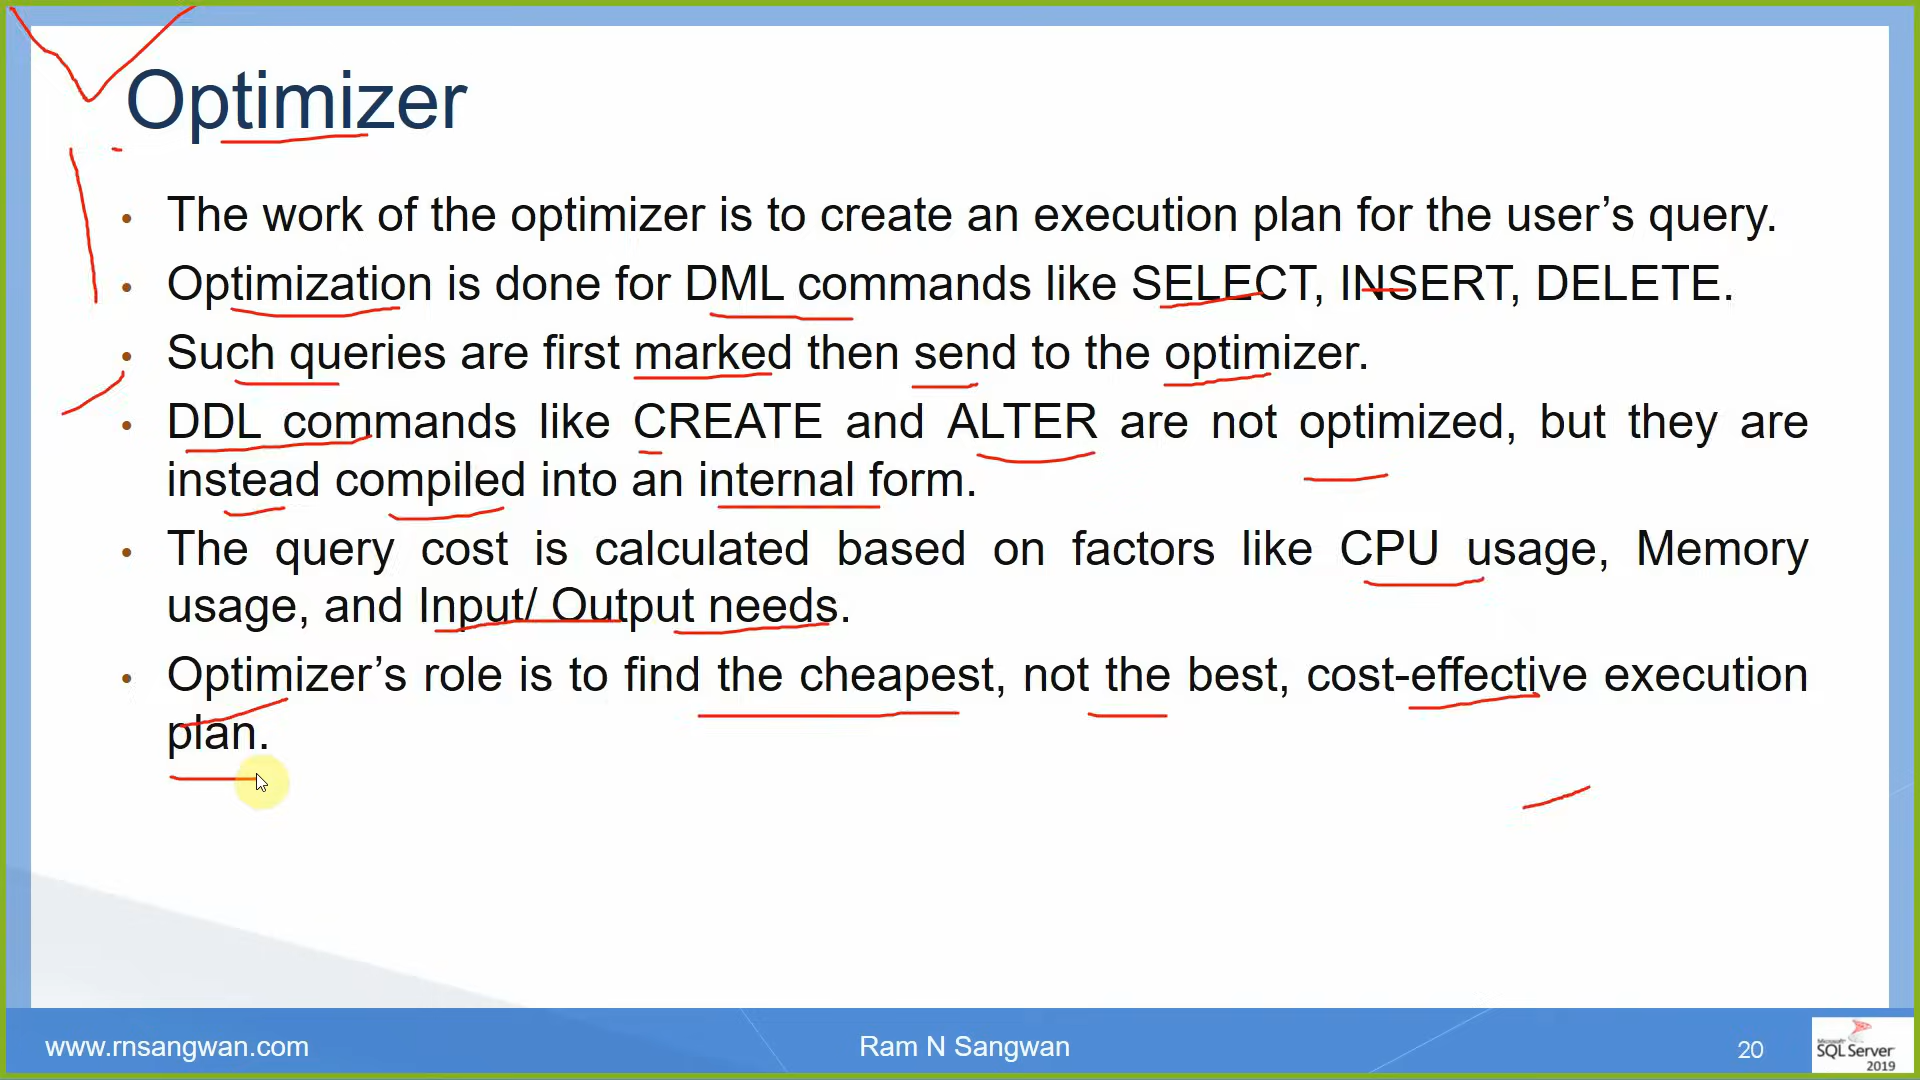 Optimizer
• The work of the optimizer is to create an execution plan for the user’s query.
• Optimization is done for DML commands like SELECT, INSERT, DELETE.
• Such queries are first marked then send to the optimizer.
• DDL commands like CREATE and ALTER are not optimized, but they are
instead compiled into an internal form.
• The query cost is calculated based on factors like CPU usage, Memory
usage, and Input/ Output needs.
• Optimizer’s role is to find the cheapest, not the best, cost-effective execution
plan.
www.rnsangwan.com
Ram N Sangwan
20
Microsoft
SQL Server
2019